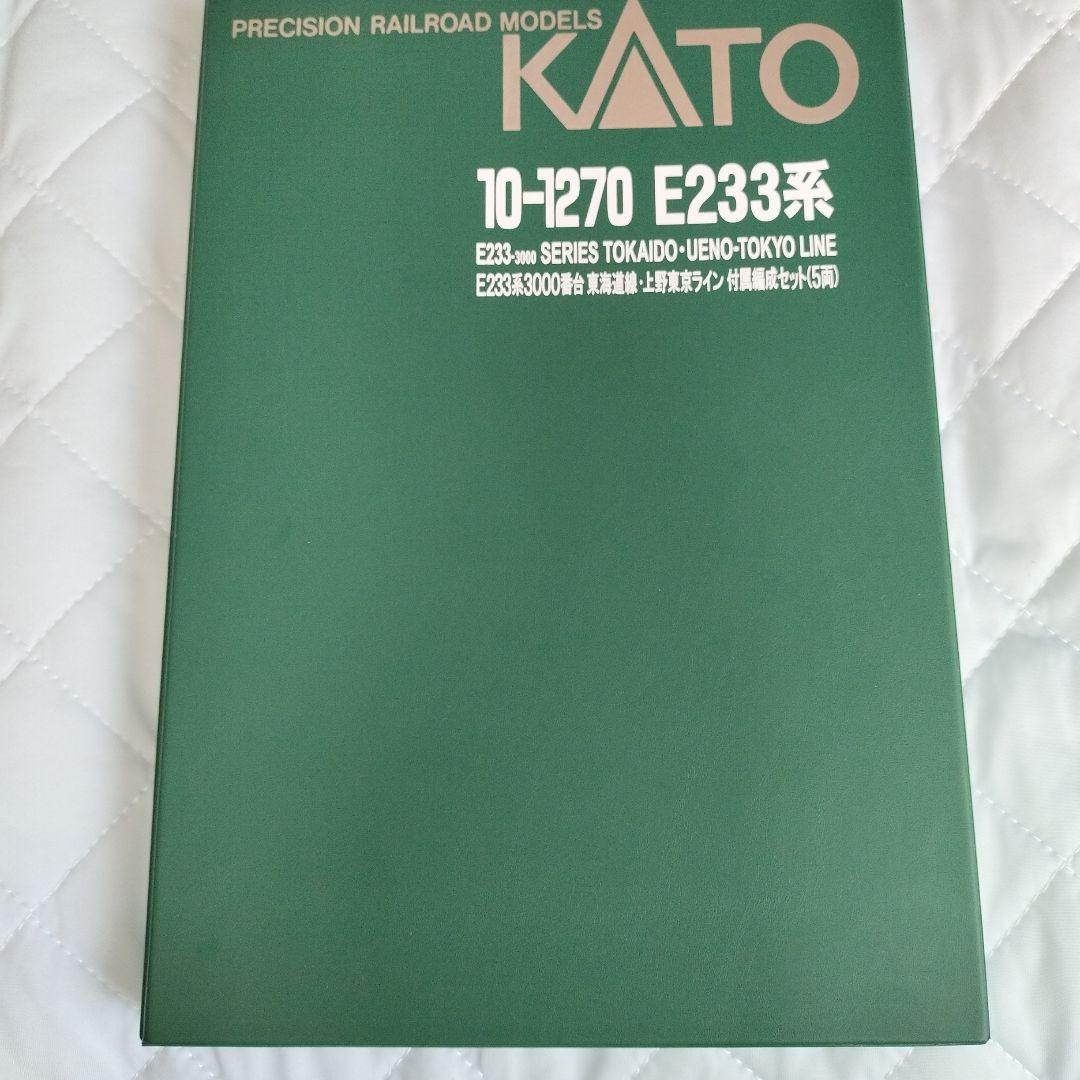 PRECISION RAILROAD MODELS
KATO
10-1270 E233系
E233-3000 SERIES TOKAIDO・UENO-TOKYO LINE
E233系3000番台 東海道線・上野東京ライン 付属編成セット(5両)